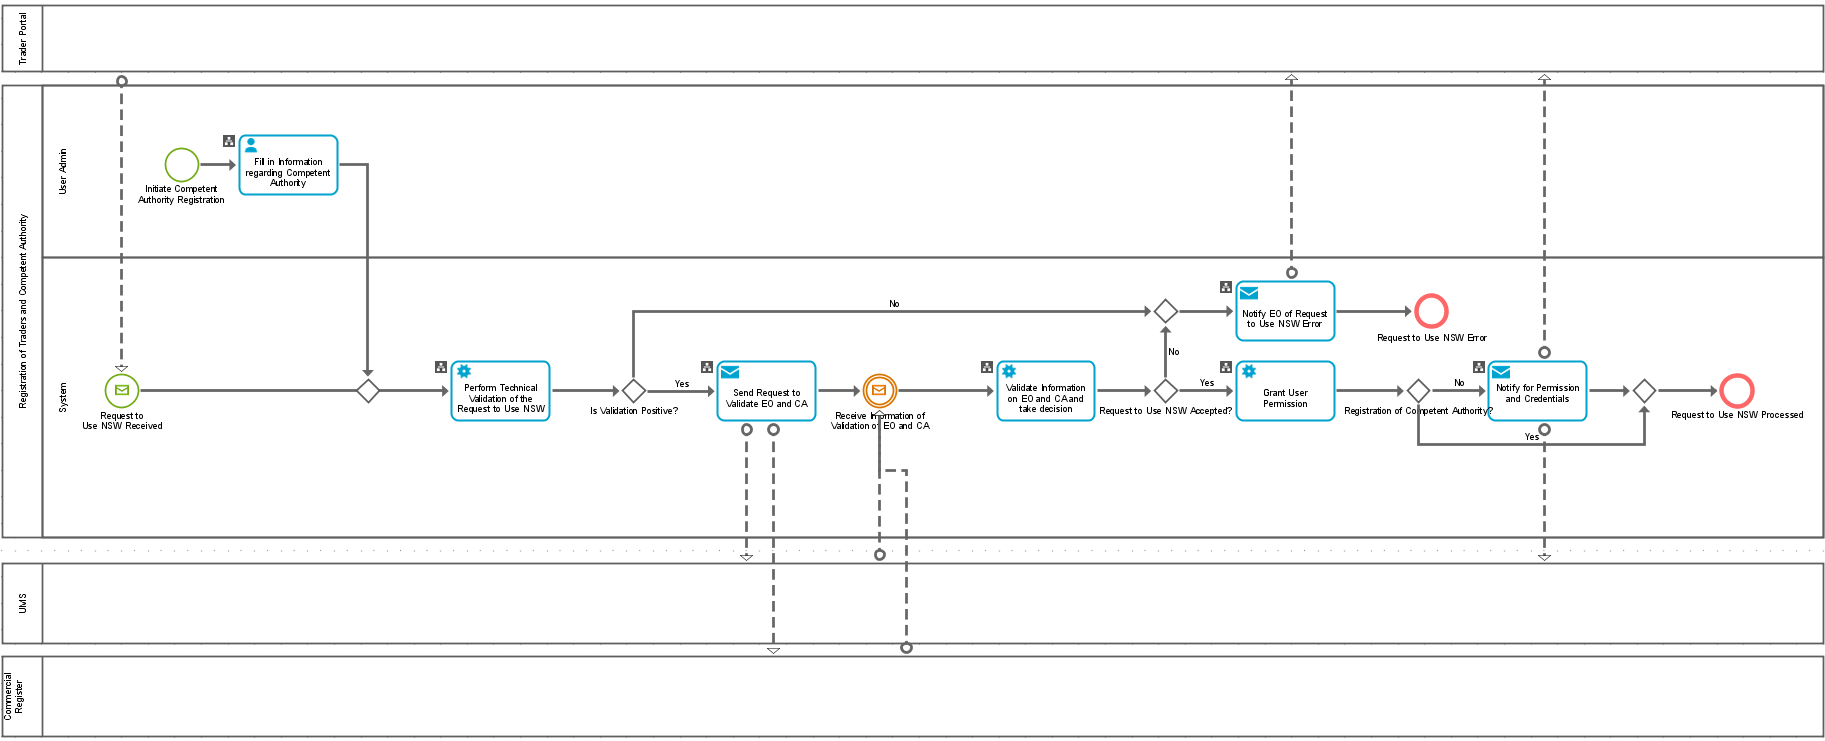 Trader Portal
Registration of Traders and Competent Authority
User Admin
Initiate Competent
Authority Registration
Fill in Information
regarding Competent
Authority
System
Request to
Use NSW Received
Perform Technical
Validation of the
Request to Use NSW
Is Validation Positive?
No
Yes
Send Request to
Validate EO and CA
Receive Information of
Validation of EO and CA
Validate Information
on EO and CA and
take decision
Request to Use NSW Accepted?
No
Yes
Notify EO of Request
to Use NSW Error
Request to Use NSW Error
Grant User
Permission
Registration of Competent Authority?
No
Yes
Notify for Permission
and Credentials
Request to Use NSW Processed
UMS
Commercial
Register